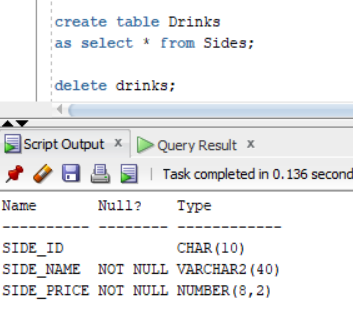 create table Drinks
as select * from Sides;
delete drinks;
Script Output x Query Result x
Task completed in 0.136 second
Name       Null?    Type
---------- -------- ------------
SIDE_ID             CHAR(10)
SIDE_NAME  NOT NULL VARCHAR2(40)
SIDE_PRICE NOT NULL NUMBER(8,2)